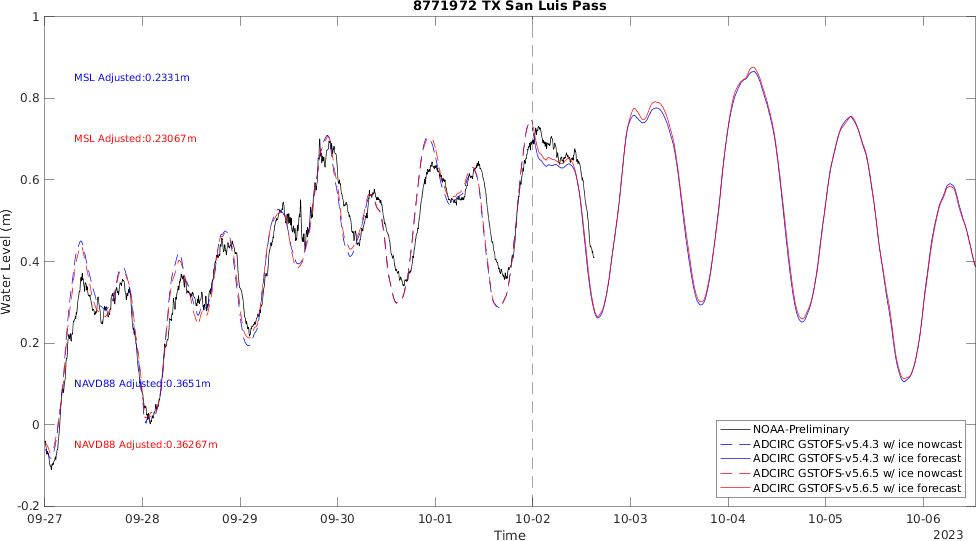 8771972 TX San Luis Pass
1
0.8
0.6
0.4
0.2
0
-0.2
Water Level (m)
MSL Adjusted:0.2331m
MSL Adjusted:0.23067m
NAVD88 Adjusted:0.3651m
NAVD88 Adjusted:0.36267m
NOAA-Preliminary
ADCIRC GSTOFS-v5.4.3 w/ ice nowcast
ADCIRC GSTOFS-v5.4.3 w/ ice forecast
ADCIRC GSTOFS-v5.6.5 w/ ice nowcast
ADCIRC GSTOFS-v5.6.5 w/ ice forecast
09-27 09-28 09-29 09-30 10-01 10-02 10-03 10-04 10-05 10-06
Time
2023